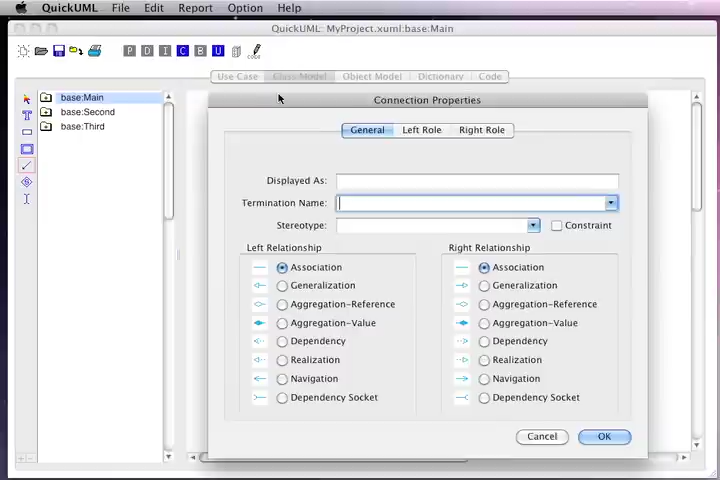 QuickUML File Edit Report Option Help
QuickUML: MyProject.xuml:base:Main
P D I C B U CODE
Use Case Class Model Object Model Dictionary Code
base:Main
base:Second
base:Third
Connection Properties
General Left Role Right Role
Displayed As:
Termination Name:
Stereotype: Constraint
Left Relationship Right Relationship
Association Association
Generalization Generalization
Aggregation-Reference Aggregation-Reference
Aggregation-Value Aggregation-Value
Dependency Dependency
Realization Realization
Navigation Navigation
Dependency Socket Dependency Socket
Cancel OK